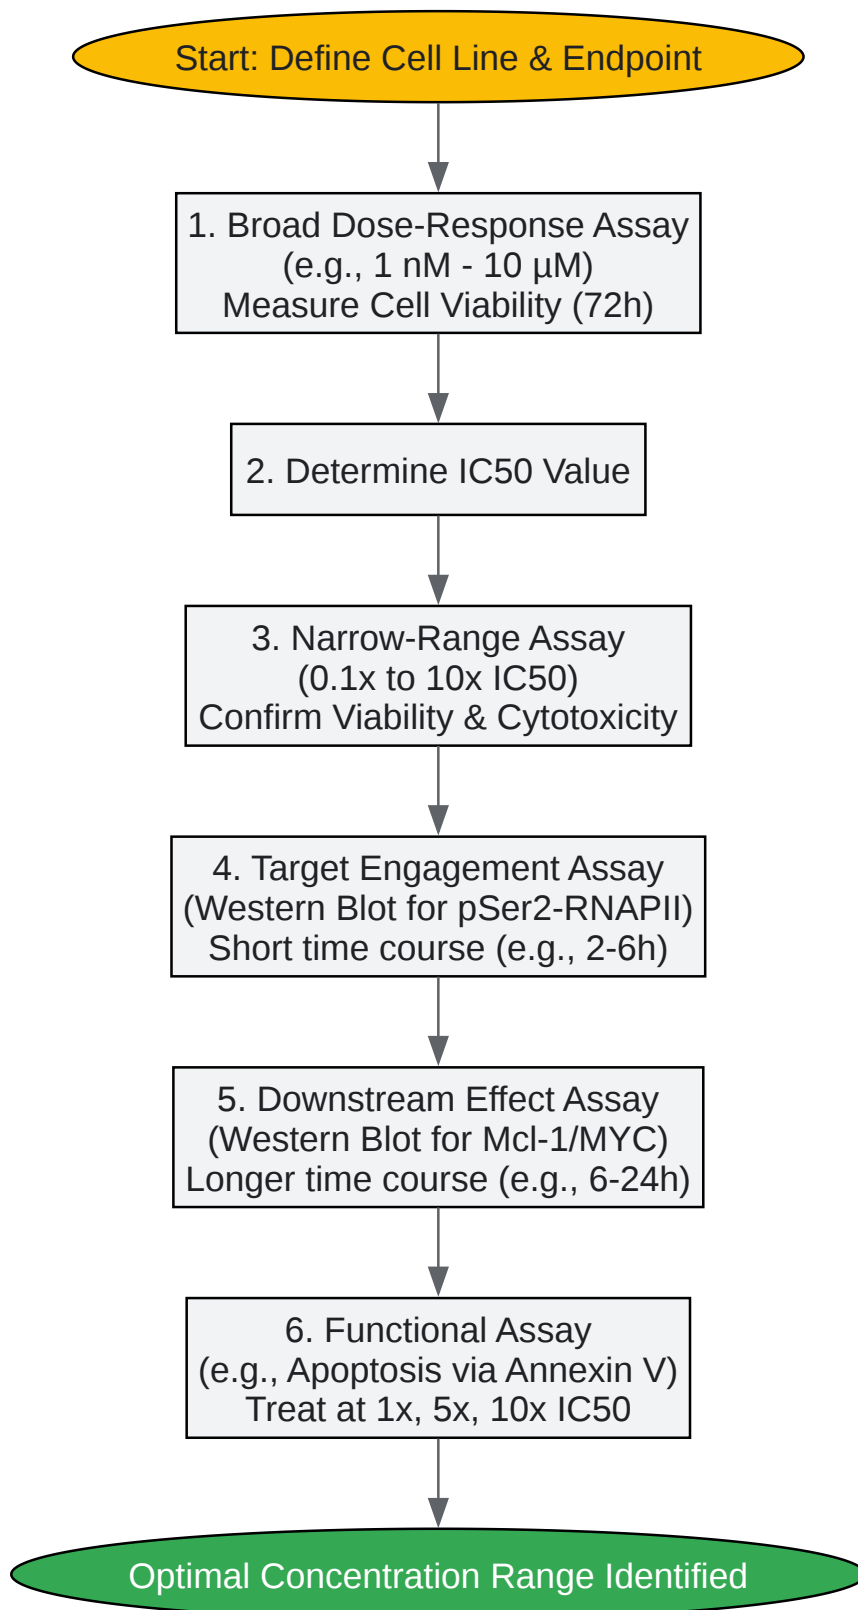 Start: Define Cell Line & Endpoint
1. Broad Dose-Response Assay
(e.g., 1 nM - 10 µM)
Measure Cell Viability (72h)
2. Determine IC50 Value
3. Narrow-Range Assay
(0.1x to 10x IC50)
Confirm Viability & Cytotoxicity
4. Target Engagement Assay
(Western Blot for pSer2-RNAPII)
Short time course (e.g., 2-6h)
5. Downstream Effect Assay
(Western Blot for Mcl-1/MYC)
Longer time course (e.g., 6-24h)
6. Functional Assay
(e.g., Apoptosis via Annexin V)
Treat at 1x, 5x, 10x IC50
Optimal Concentration Range Identified